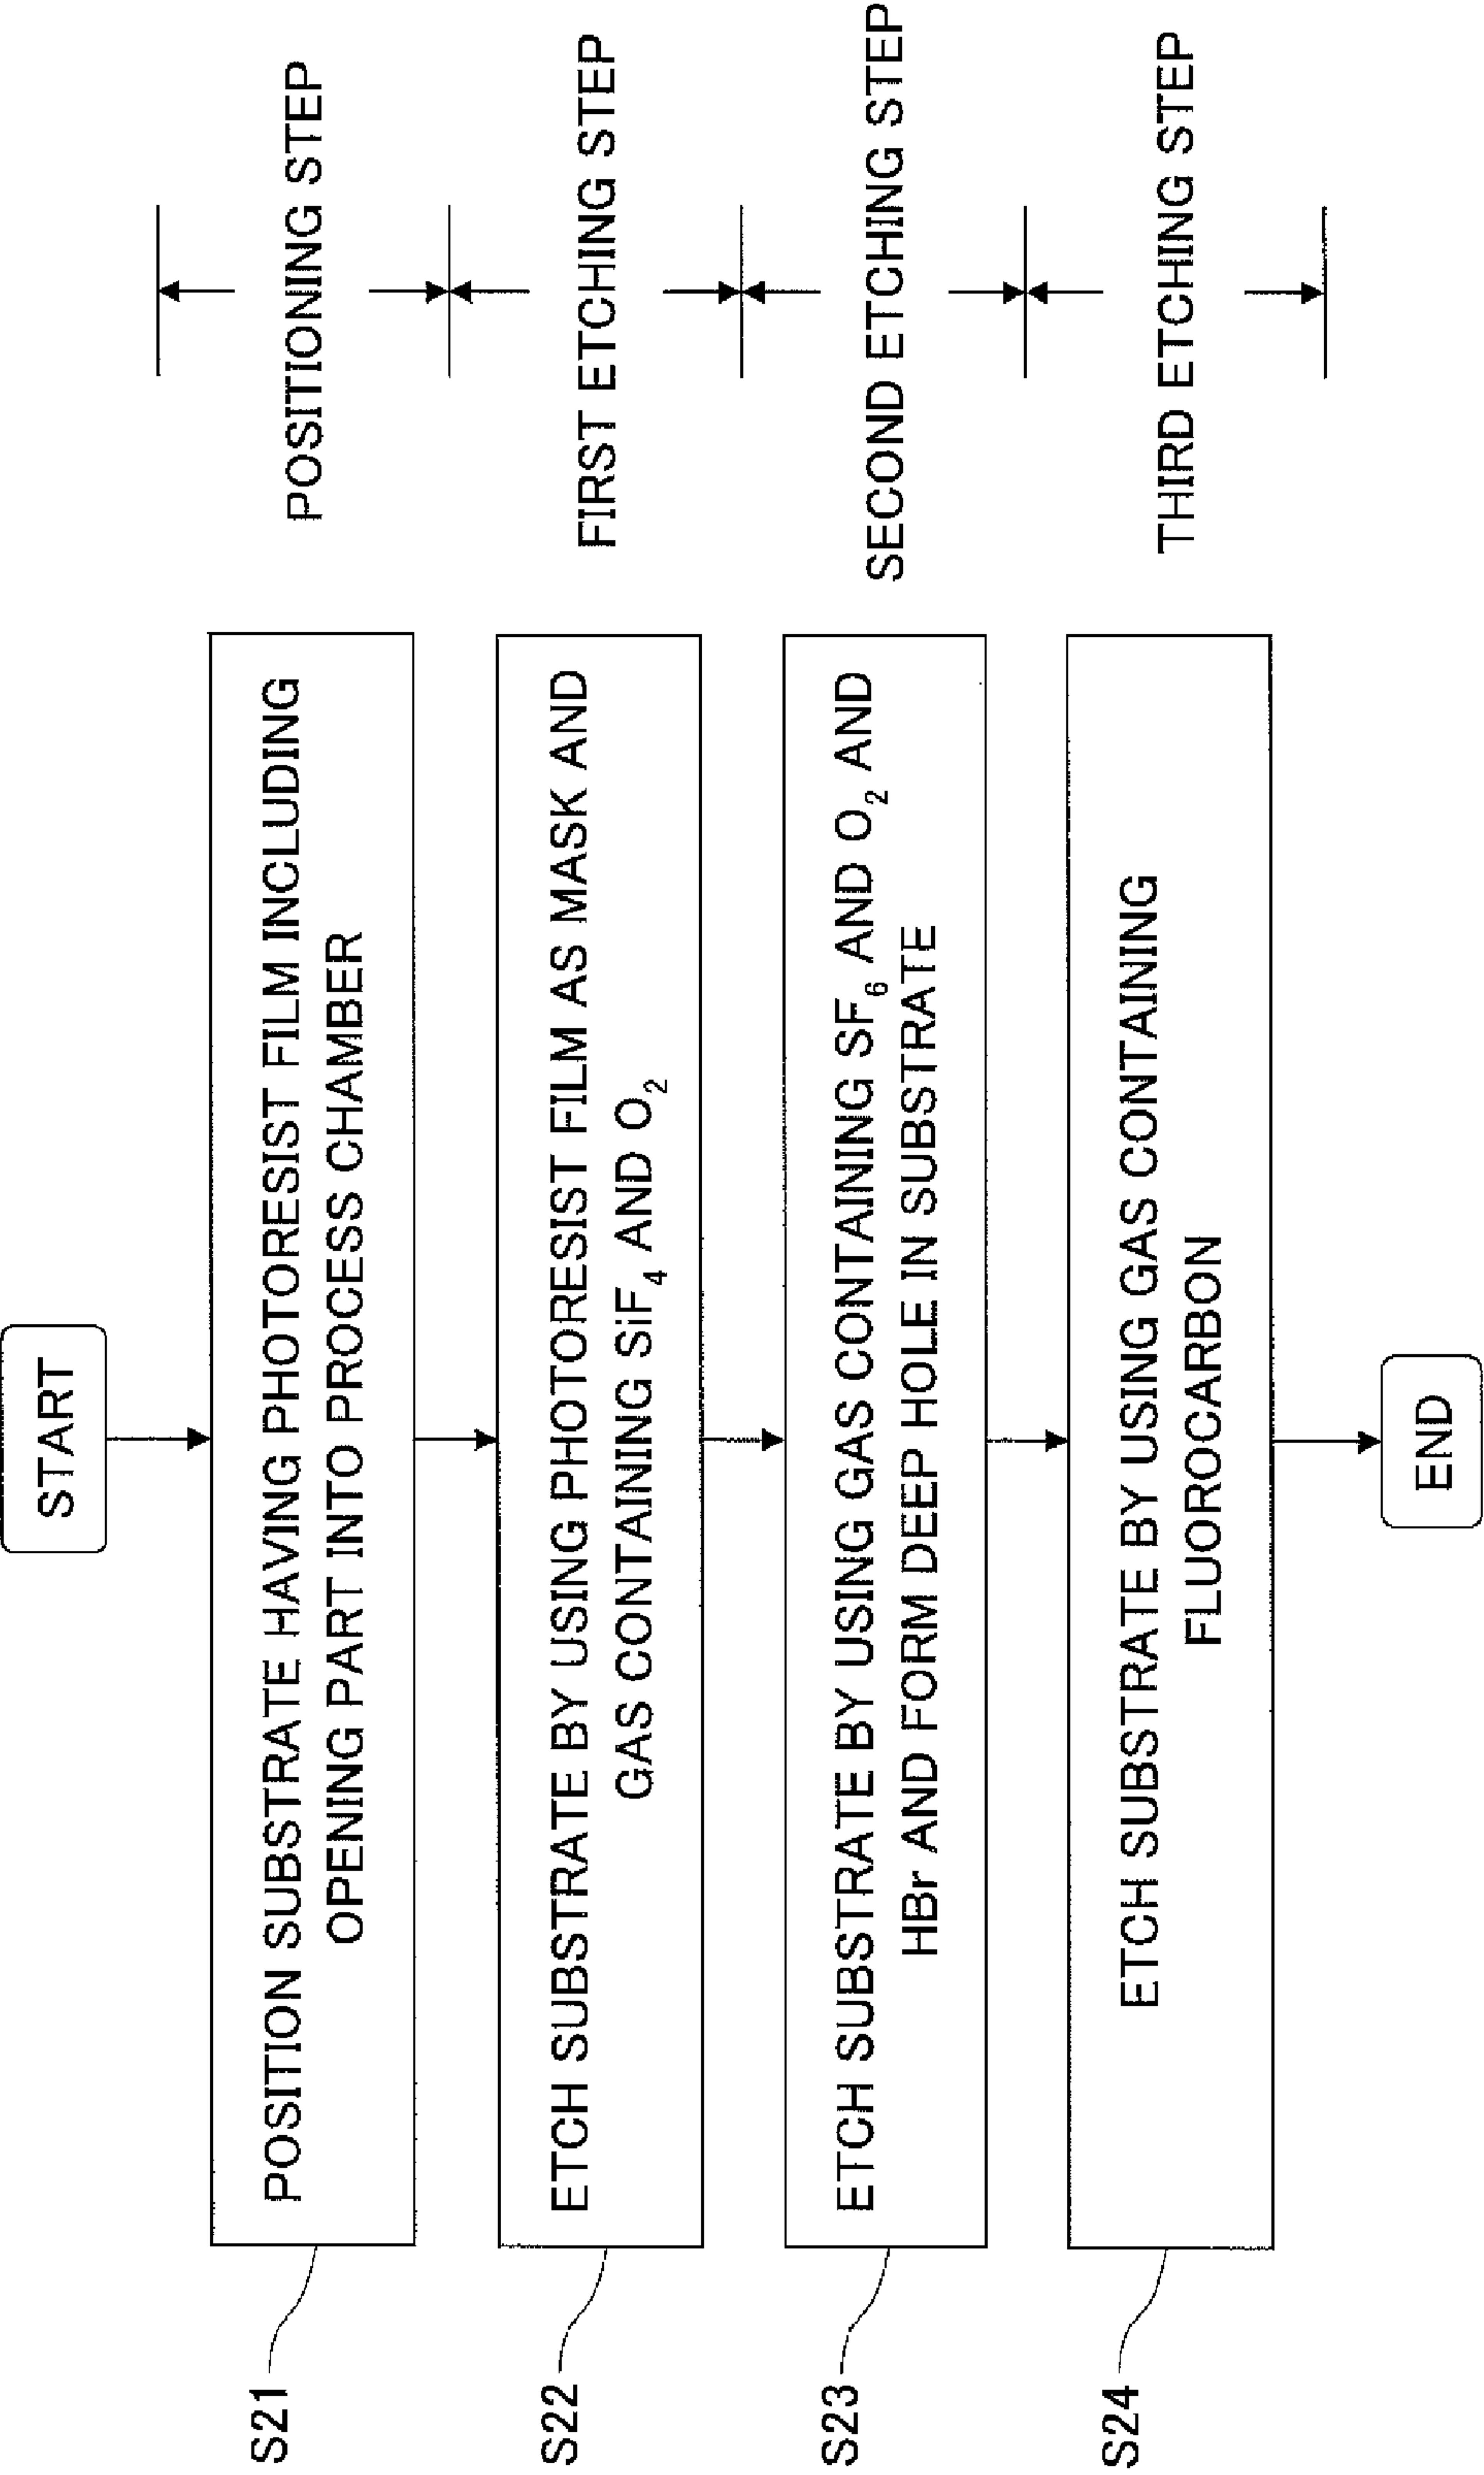 START
S21
POSITION SUBSTRATE HAVING PHOTORESIST FILM INCLUDING
OPENING PART INTO PROCESS CHAMBER
POSITIONING STEP
S22
ETCH SUBSTRATE BY USING PHOTORESIST FILM AS MASK AND
GAS CONTAINING SiF₄ AND O₂
FIRST ETCHING STEP
S23
ETCH SUBSTRATE BY USING GAS CONTAINING SF₆ AND O₂ AND
HBr AND FORM DEEP HOLE IN SUBSTRATE
SECOND ETCHING STEP
S24
ETCH SUBSTRATE BY USING GAS CONTAINING
FLUOROCARBON
THIRD ETCHING STEP
END